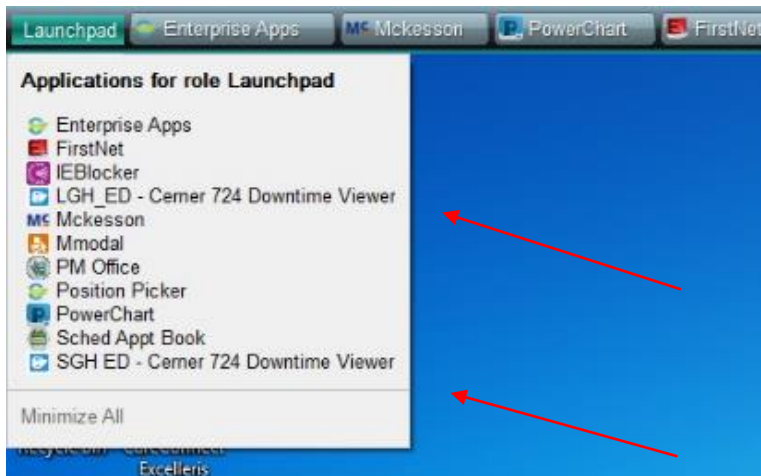 Launchpad Enterprise Apps Mckesson PowerChart FirstNet
Applications for role Launchpad
Enterprise Apps
FirstNet
IEBlocker
LGH_ED - Cerner 724 Downtime Viewer
Mckesson
Mmodal
PM Office
Position Picker
PowerChart
Sched Appt Book
SGH ED - Cerner 724 Downtime Viewer
Minimize All
Excelleris